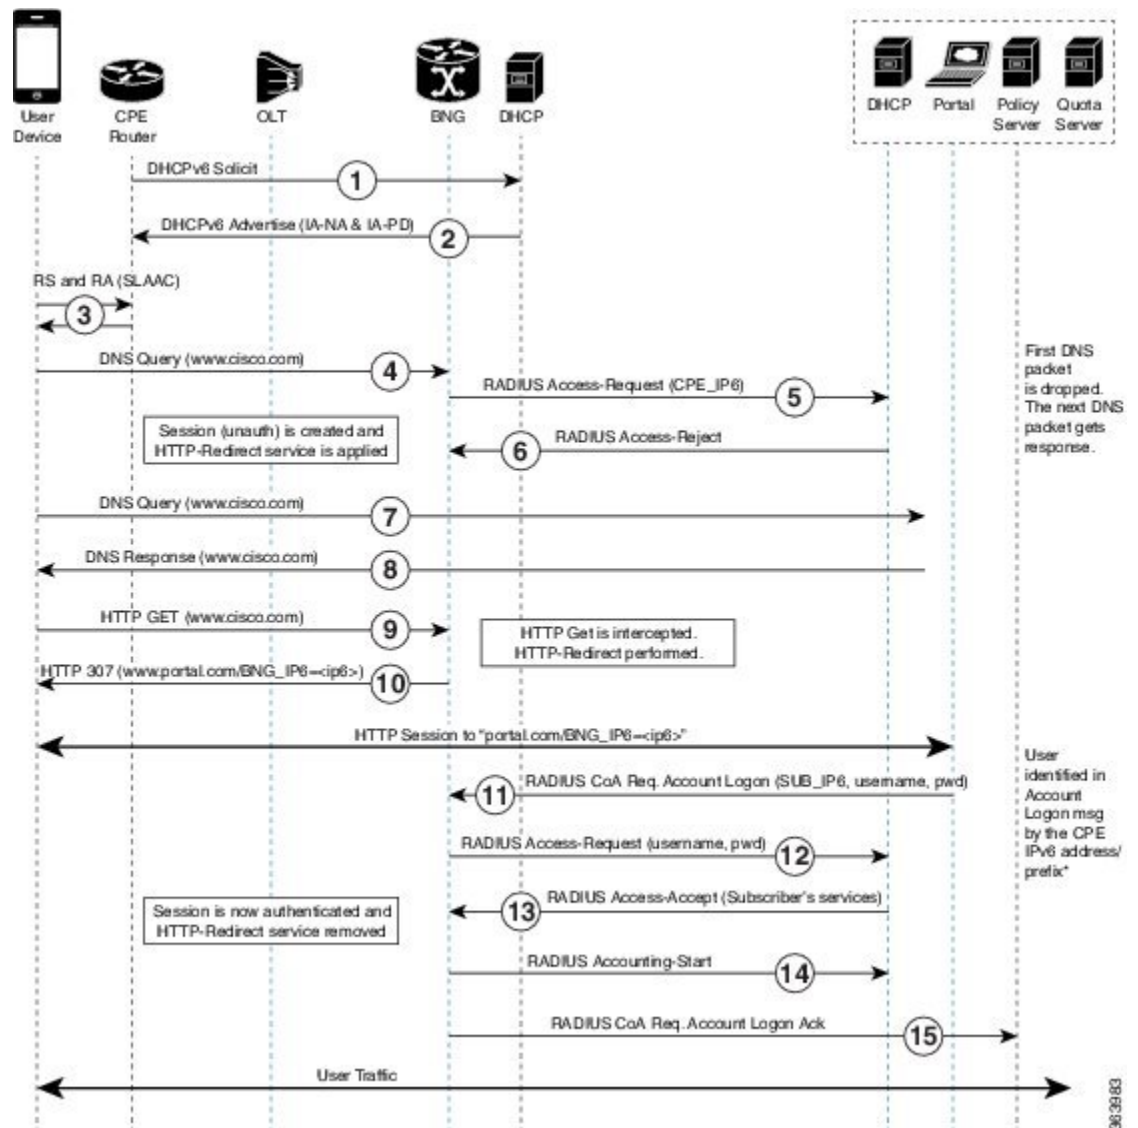 User
Device
CPE
Router
OLT
BNG
DHCP
DHCP
Portal
Policy
Server
Quota
Server
DHCPv6 Solicit
1
DHCPv6 Advertise (IA-NA & IA-PD)
2
RS and RA (SLAAC)
3
DNS Query (www.cisco.com)
4
First DNS
packet
is dropped.
The next DNS
packet gets
response.
RADIUS Access-Request (CPE_IP6)
5
Session (unauth) is created and
HTTP-Redirect service is applied
RADIUS Access-Reject
6
DNS Query (www.cisco.com)
7
DNS Response (www.cisco.com)
8
HTTP GET (www.cisco.com)
9
HTTP Get is intercepted.
HTTP-Redirect performed.
HTTP 307 (www.portal.com/BNG_IP6=<ip6>)
10
HTTP Session to "portal.com/BNG_IP6=<ip6>"
User
identified in
Account
Logon msg
by the CPE
IPv6 address/
prefix*
RADIUS CoA Req. Account Logon (SUB_IP6, username, pwd)
11
RADIUS Access-Request (username, pwd)
12
RADIUS Access-Accept (Subscriber's services)
13
Session is now authenticated and
HTTP-Redirect service removed
RADIUS Accounting-Start
14
RADIUS CoA Req. Account Logon Ack
15
User Traffic
363983